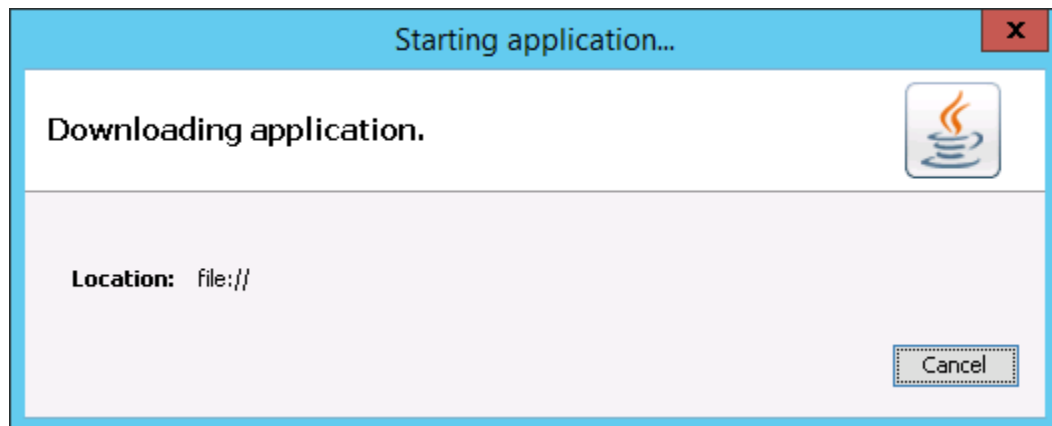 Starting application...
x
Downloading application.
Location: file://
Cancel